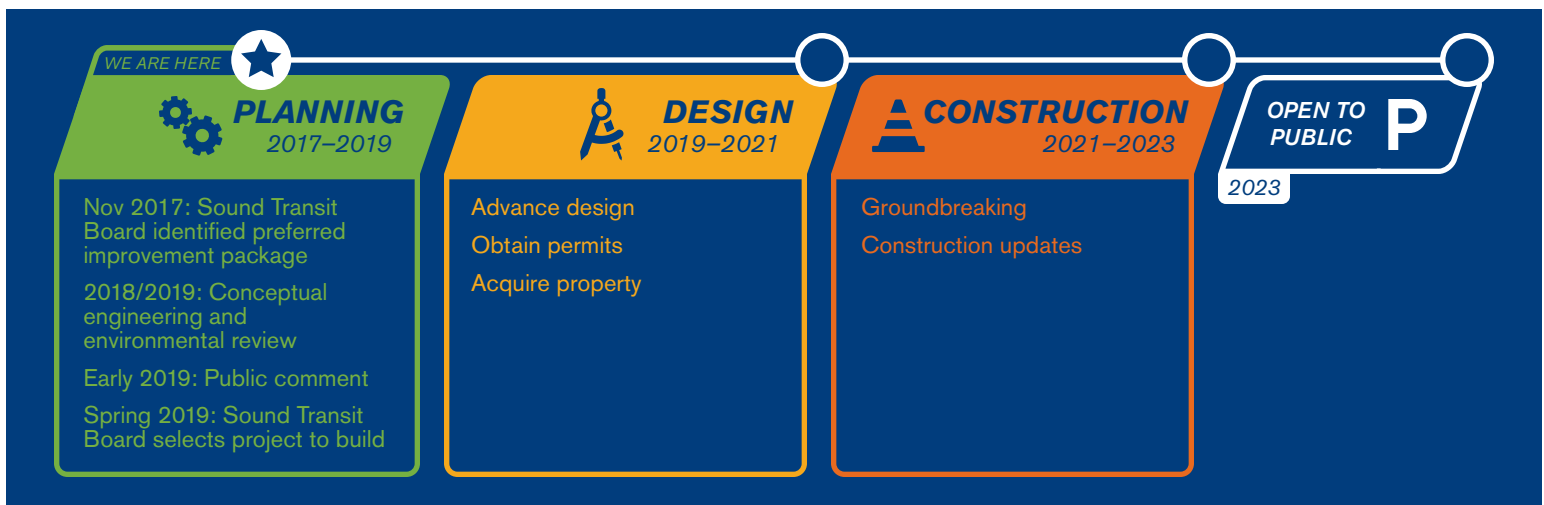 WE ARE HERE
PLANNING
2017–2019
Nov 2017: Sound Transit
Board identified preferred
improvement package
2018/2019: Conceptual
engineering and
environmental review
Early 2019: Public comment
Spring 2019: Sound Transit
Board selects project to build
DESIGN
2019–2021
Advance design
Obtain permits
Acquire property
CONSTRUCTION
2021–2023
Groundbreaking
Construction updates
OPEN TO
PUBLIC
P
2023